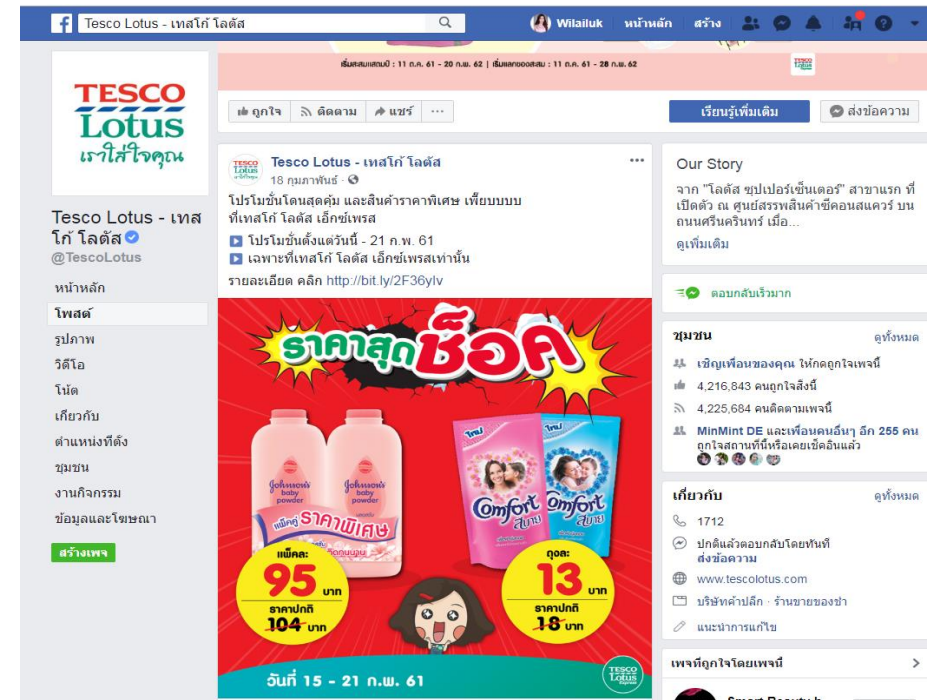 Tesco Lotus - เทสโก้ โลตัส
Wilailuk
หน้าหลัก
สร้าง
เริ่มสะสมแสตมป์ : 11 ต.ค. 61 - 20 ก.พ. 62 | เริ่มแลกของสะสม : 11 ต.ค. 61 - 28 ก.พ. 62
TESCO
Lotus
TESCO
Lotus
เราใส่ใจคุณ
Tesco Lotus - เทส
โก้ โลตัส
@TescoLotus
หน้าหลัก
โพสต์
รูปภาพ
วิดีโอ
โน้ต
เกี่ยวกับ
ตำแหน่งที่ตั้ง
ชุมชน
งานกิจกรรม
ข้อมูลและโฆษณา
สร้างเพจ
ถูกใจ
ติดตาม
แชร์
เรียนรู้เพิ่มเติม
ส่งข้อความ
TESCO
Lotus
Tesco Lotus - เทสโก้ โลตัส
18 กุมภาพันธ์ ·
โปรโมชั่นโดนสุดคุ้ม และสินค้าราคาพิเศษ เพี๊ยบบบบ
ที่เทสโก้ โลตัส เอ็กซ์เพรส
โปรโมชั่นตั้งแต่วันนี้ - 21 ก.พ. 61
เฉพาะที่เทสโก้ โลตัส เอ็กซ์เพรสเท่านั้น
รายละเอียด คลิก http://bit.ly/2F36ylv
ราคาสุดช็อค
Johnson's
baby
powder
Johnson's
baby
powder
แพ็คคู่ ราคาพิเศษ
ใหม่
ใหม่
Comfort
Comfort
แพ็คละ:
95 บาท
ราคาปกติ
104 บาท
ถุงละ:
13 บาท
ราคาปกติ
18 บาท
วันที่ 15 - 21 ก.พ. 61
TESCO
Lotus
Our Story
จาก "โลตัส ซุปเปอร์เซ็นเตอร์" สาขาแรก ที่
เปิดตัว ณ ศูนย์สรรพสินค้าซีคอนสแควร์ บน
ถนนศรีนครินทร์ เมื่อ...
ดูเพิ่มเติม
ตอบกลับเร็วมาก
ชุมชน
ดูทั้งหมด
เชิญเพื่อนของคุณ ให้กดถูกใจเพจนี้
4,216,843 คนถูกใจสิ่งนี้
4,225,684 คนติดตามเพจนี้
MinMint DE และเพื่อนคนอื่นๆ อีก 255 คน
ถูกใจสถานที่นี้หรือเคยเช็คอินแล้ว
เกี่ยวกับ
ดูทั้งหมด
1712
ปกติแล้วตอบกลับโดยทันที
ส่งข้อความ
www.tescolotus.com
บริษัทค้าปลีก · ร้านขายของชำ
แนะนำการแก้ไข
เพจที่ถูกใจโดยเพจนี้